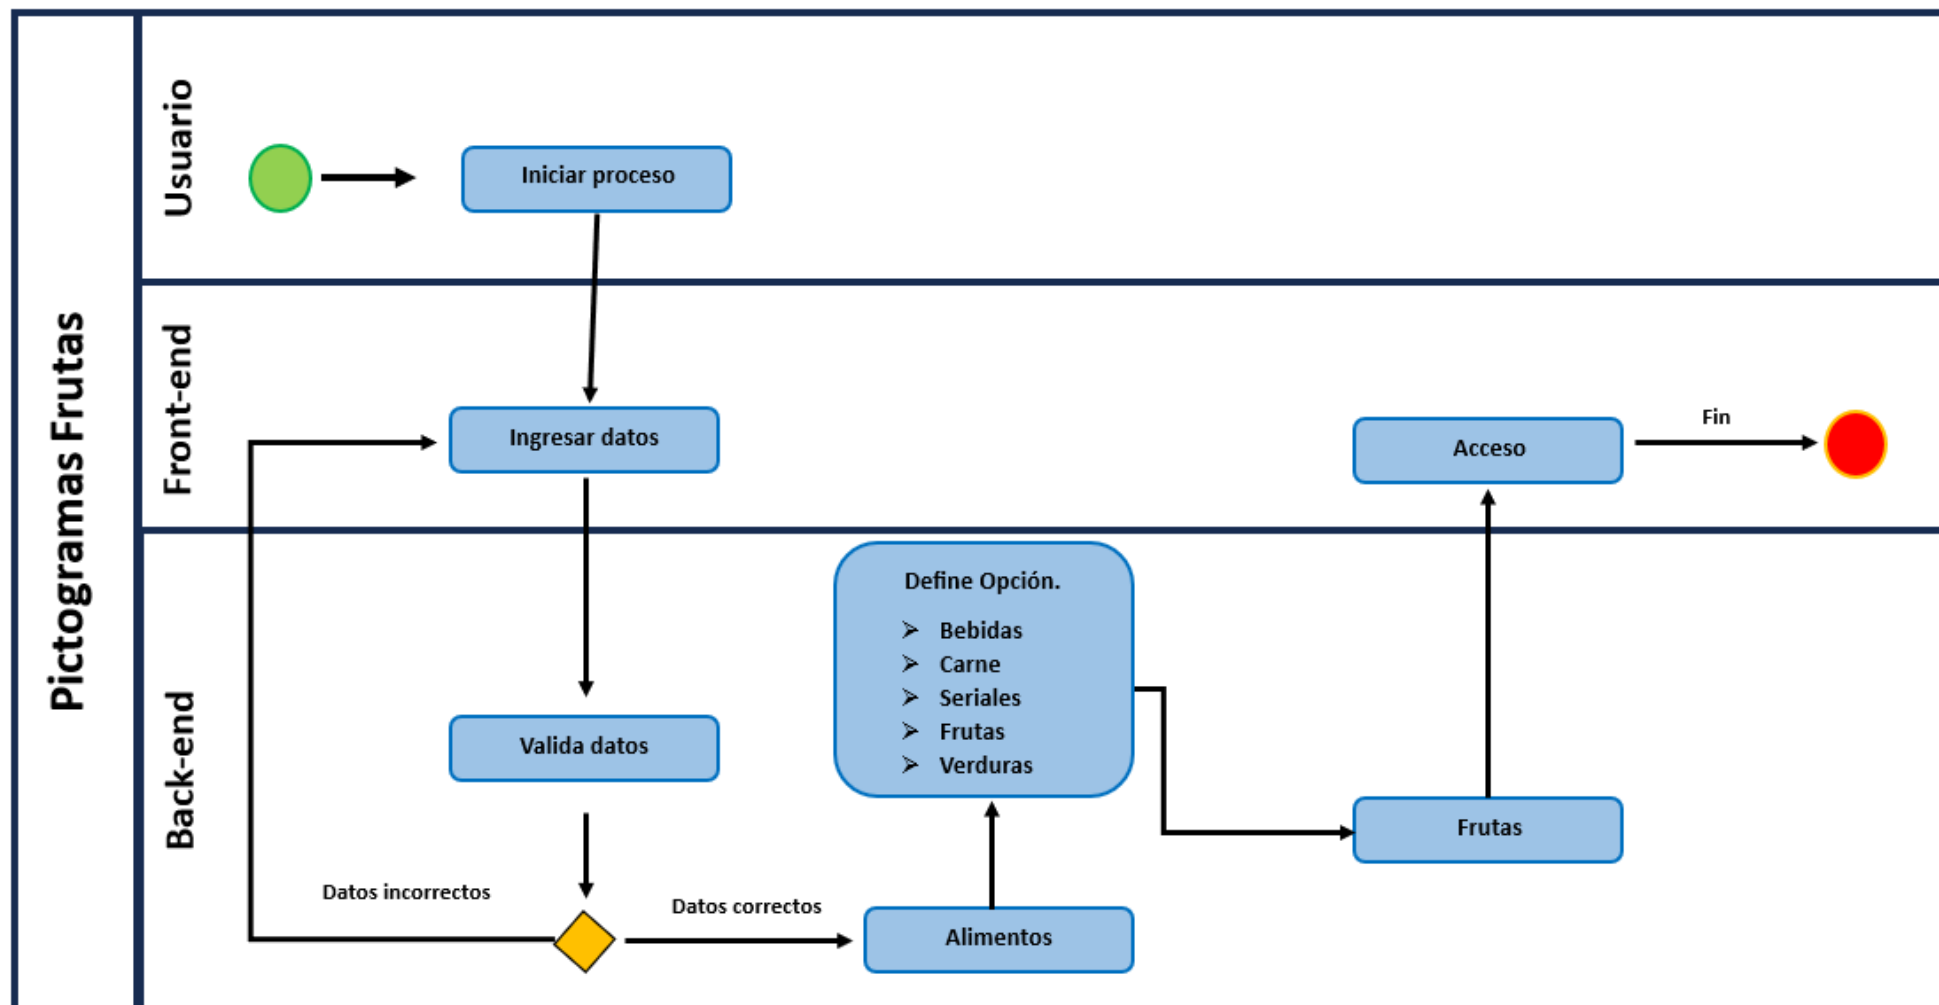 Pictogramas Frutas
Usuario
Iniciar proceso
Front-end
Ingresar datos
Acceso
Fin
Back-end
Define Opción.
Bebidas
Carne
Seriales
Frutas
Verduras
Valida datos
Frutas
Datos incorrectos
Datos correctos
Alimentos